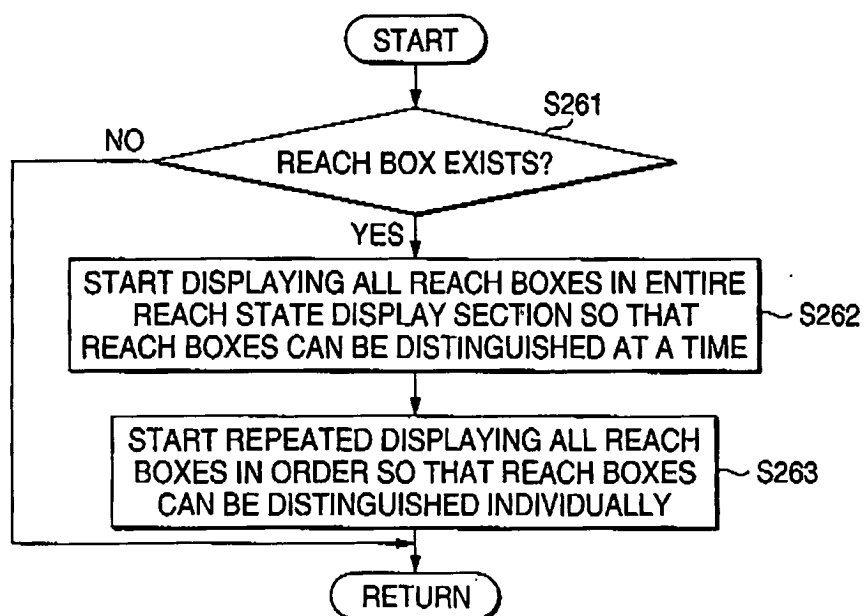 START
S261
NO
REACH BOX EXISTS?
YES
START DISPLAYING ALL REACH BOXES IN ENTIRE
REACH STATE DISPLAY SECTION SO THAT
REACH BOXES CAN BE DISTINGUISHED AT A TIME
S262
START REPEATED DISPLAYING ALL REACH
BOXES IN ORDER SO THAT REACH BOXES
CAN BE DISTINGUISHED INDIVIDUALLY
S263
RETURN